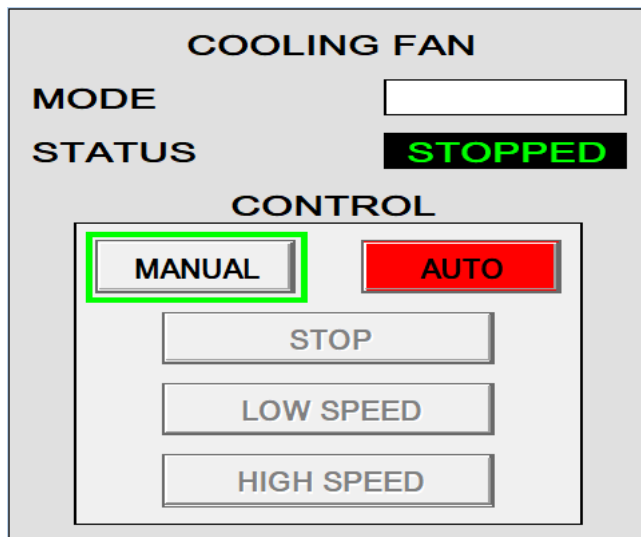 COOLING FAN
MODE
STATUS STOPPED
CONTROL
MANUAL AUTO
STOP
LOW SPEED
HIGH SPEED